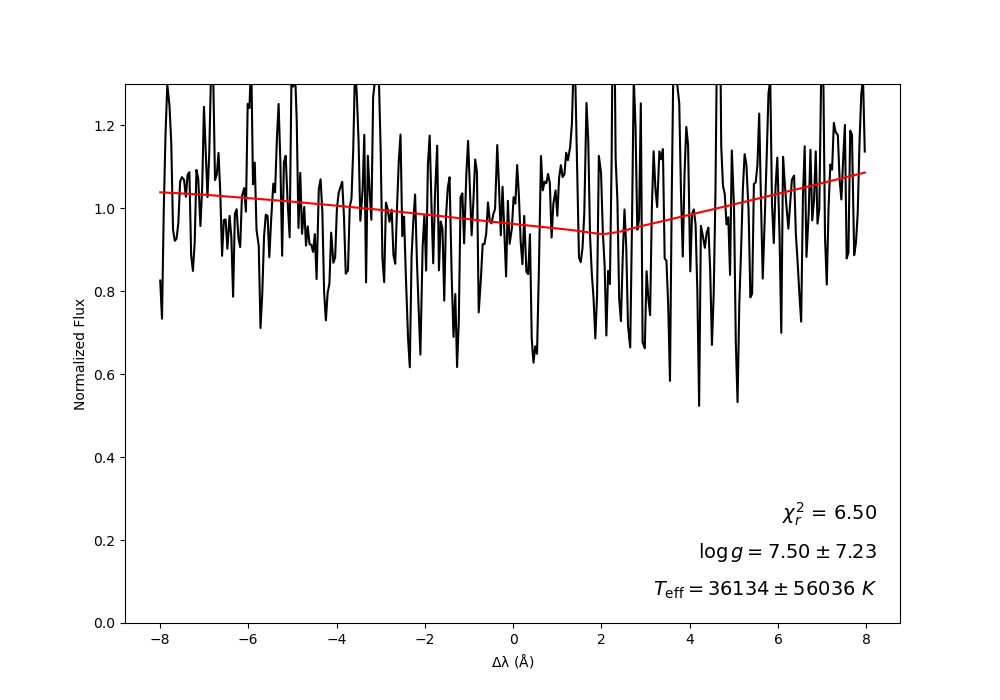 1.2
1.0
0.8
0.6
0.4
0.2
0.0
Normalized Flux
χ²ᵣ = 6.50
log g = 7.50 ± 7.23
T_eff = 36134 ± 56036 K
−8 −6 −4 −2 0 2 4 6 8
Δλ (Å)